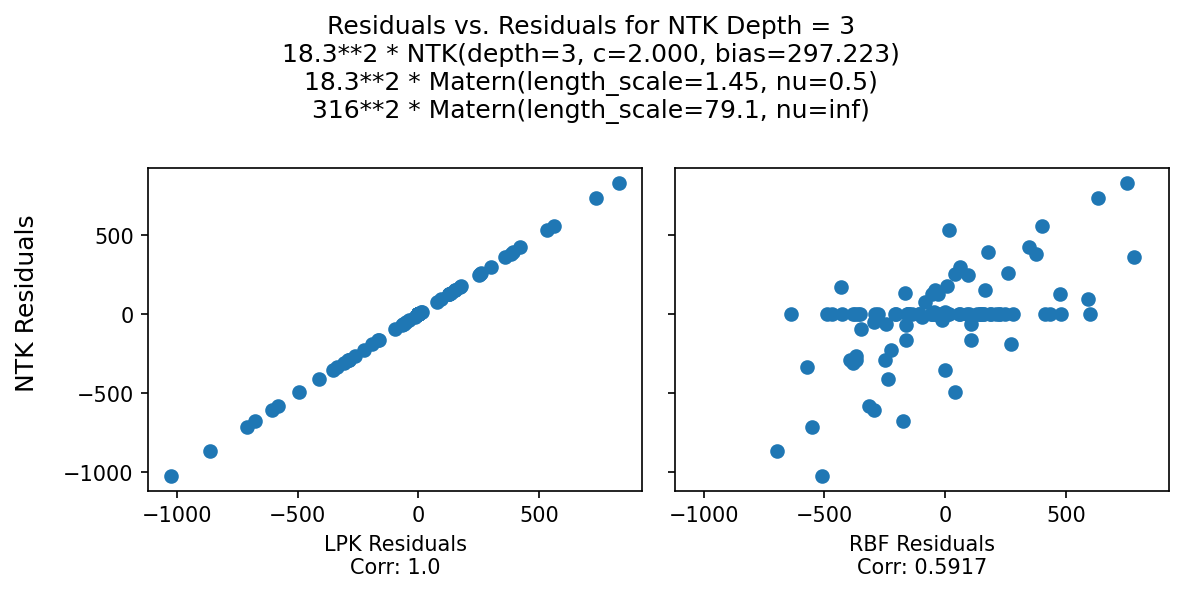 Residuals vs. Residuals for NTK Depth = 3
18.3**2 * NTK(depth=3, c=2.000, bias=297.223)
18.3**2 * Matern(length_scale=1.45, nu=0.5)
316**2 * Matern(length_scale=79.1, nu=inf)
NTK Residuals
500
0
−500
−1000
−1000 −500 0 500
LPK Residuals
Corr: 1.0
−1000 −500 0 500
RBF Residuals
Corr: 0.5917